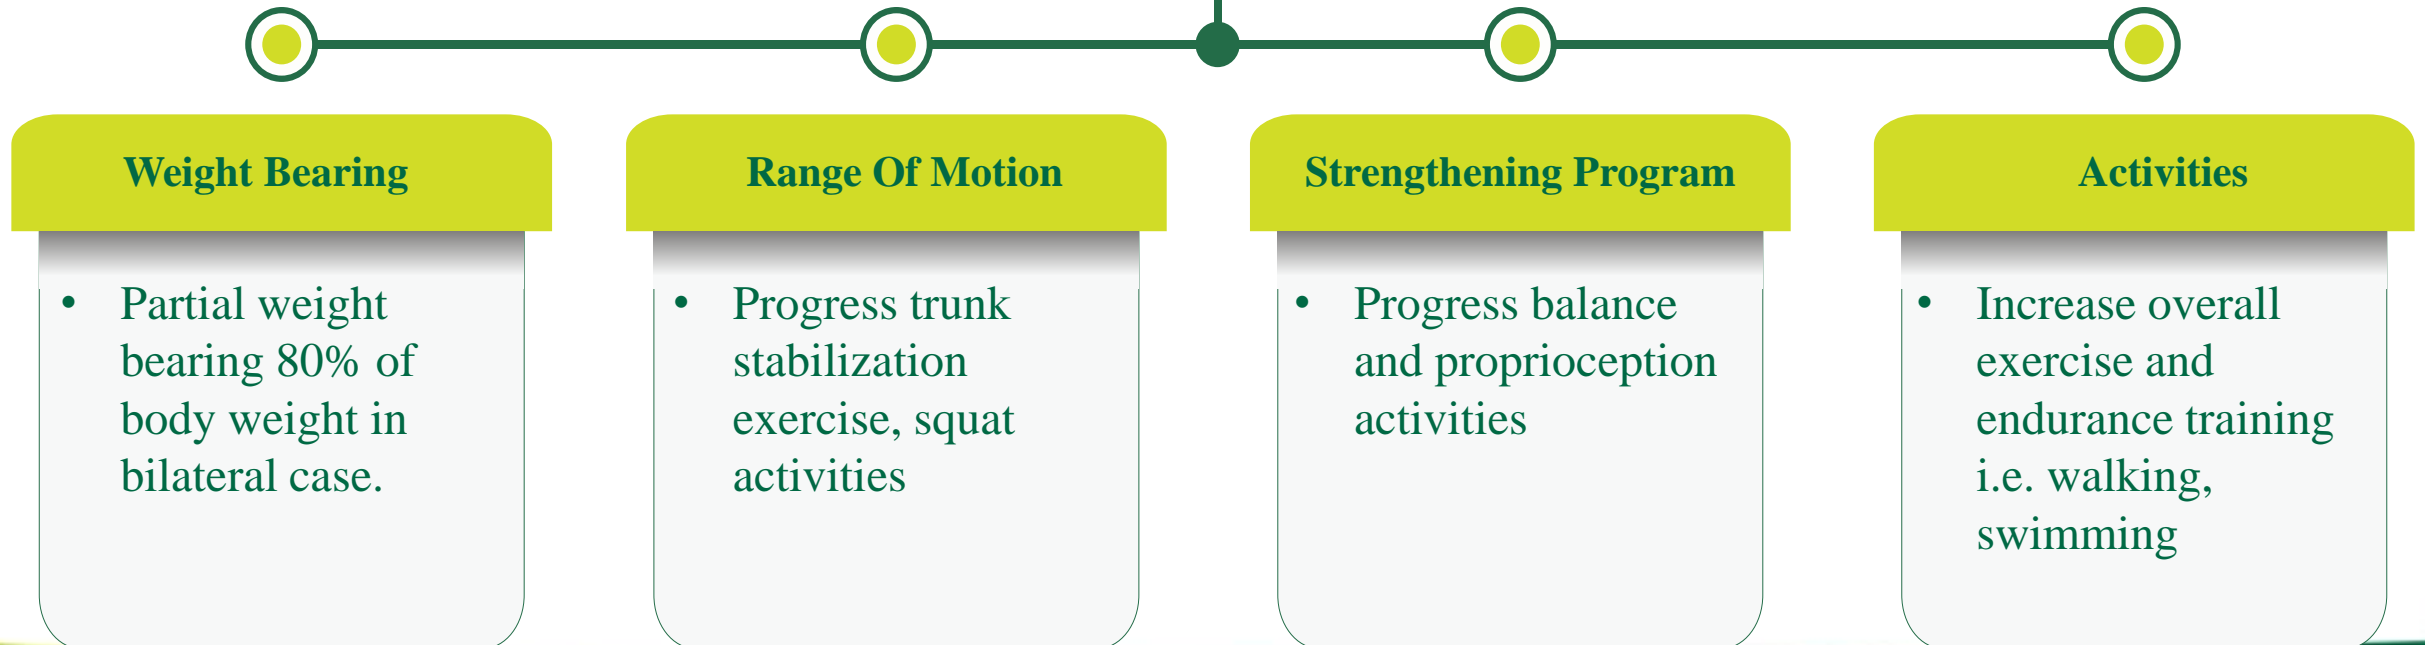 Weight Bearing
• Partial weight
bearing 80% of
body weight in
bilateral case.
Range Of Motion
• Progress trunk
stabilization
exercise, squat
activities
Strengthening Program
• Progress balance
and proprioception
activities
Activities
• Increase overall
exercise and
endurance training
i.e. walking,
swimming